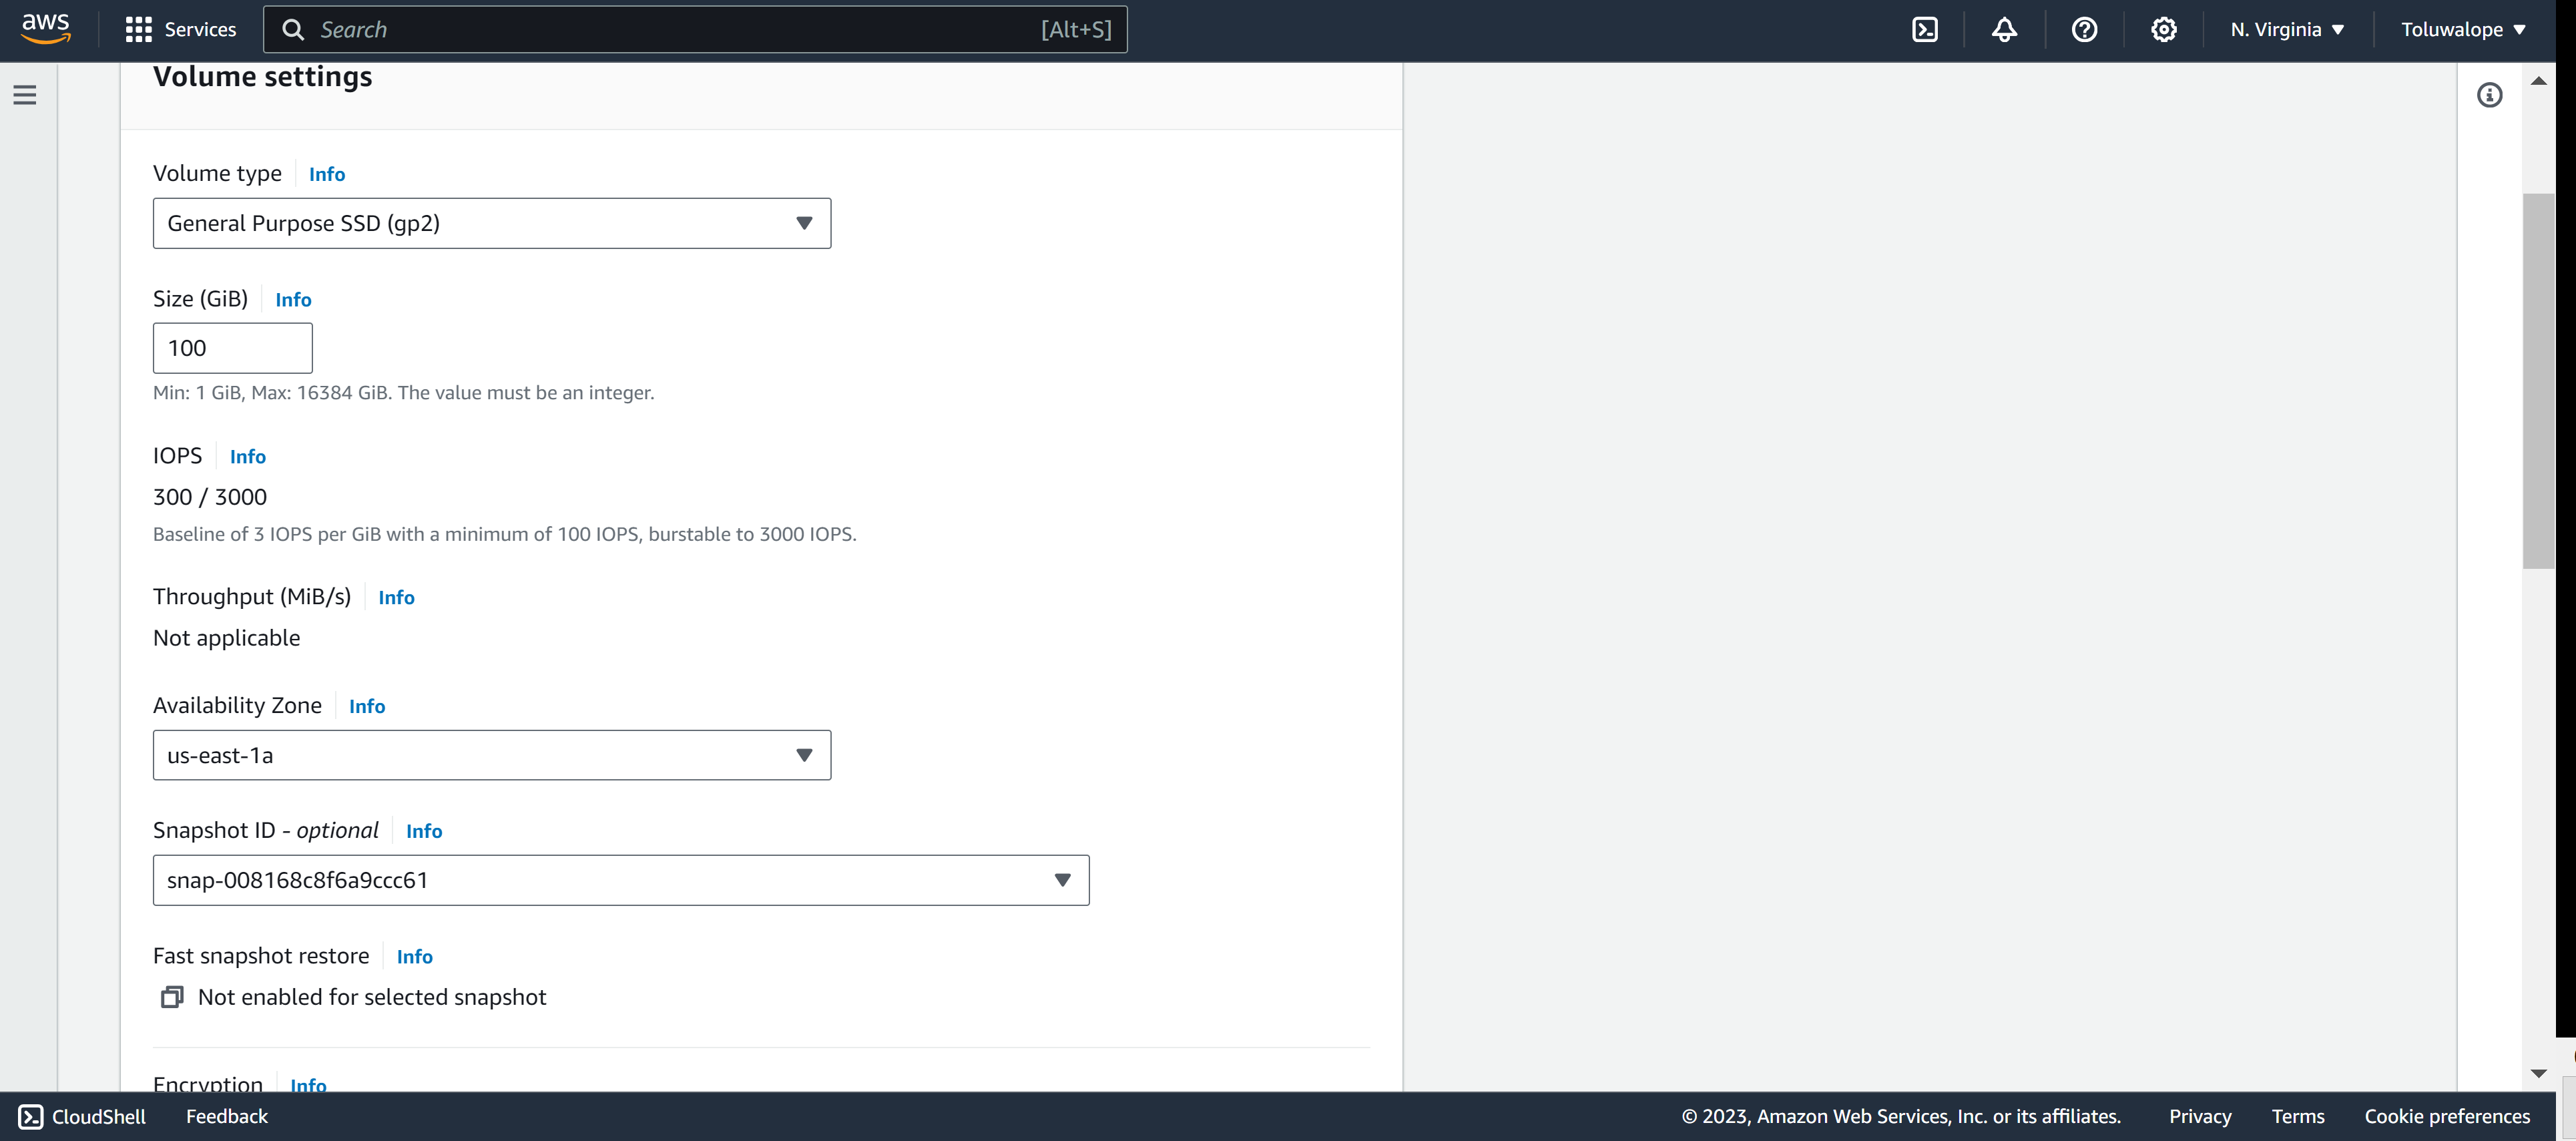 aws
Services
Search
[Alt+S]
N. Virginia
Toluwalope
Volume settings
Volume type Info
General Purpose SSD (gp2)
Size (GiB) Info
100
Min: 1 GiB, Max: 16384 GiB. The value must be an integer.
IOPS Info
300 / 3000
Baseline of 3 IOPS per GiB with a minimum of 100 IOPS, burstable to 3000 IOPS.
Throughput (MiB/s) Info
Not applicable
Availability Zone Info
us-east-1a
Snapshot ID - optional Info
snap-008168c8f6a9ccc61
Fast snapshot restore Info
Not enabled for selected snapshot
Encryption Info
CloudShell
Feedback
© 2023, Amazon Web Services, Inc. or its affiliates.
Privacy
Terms
Cookie preferences